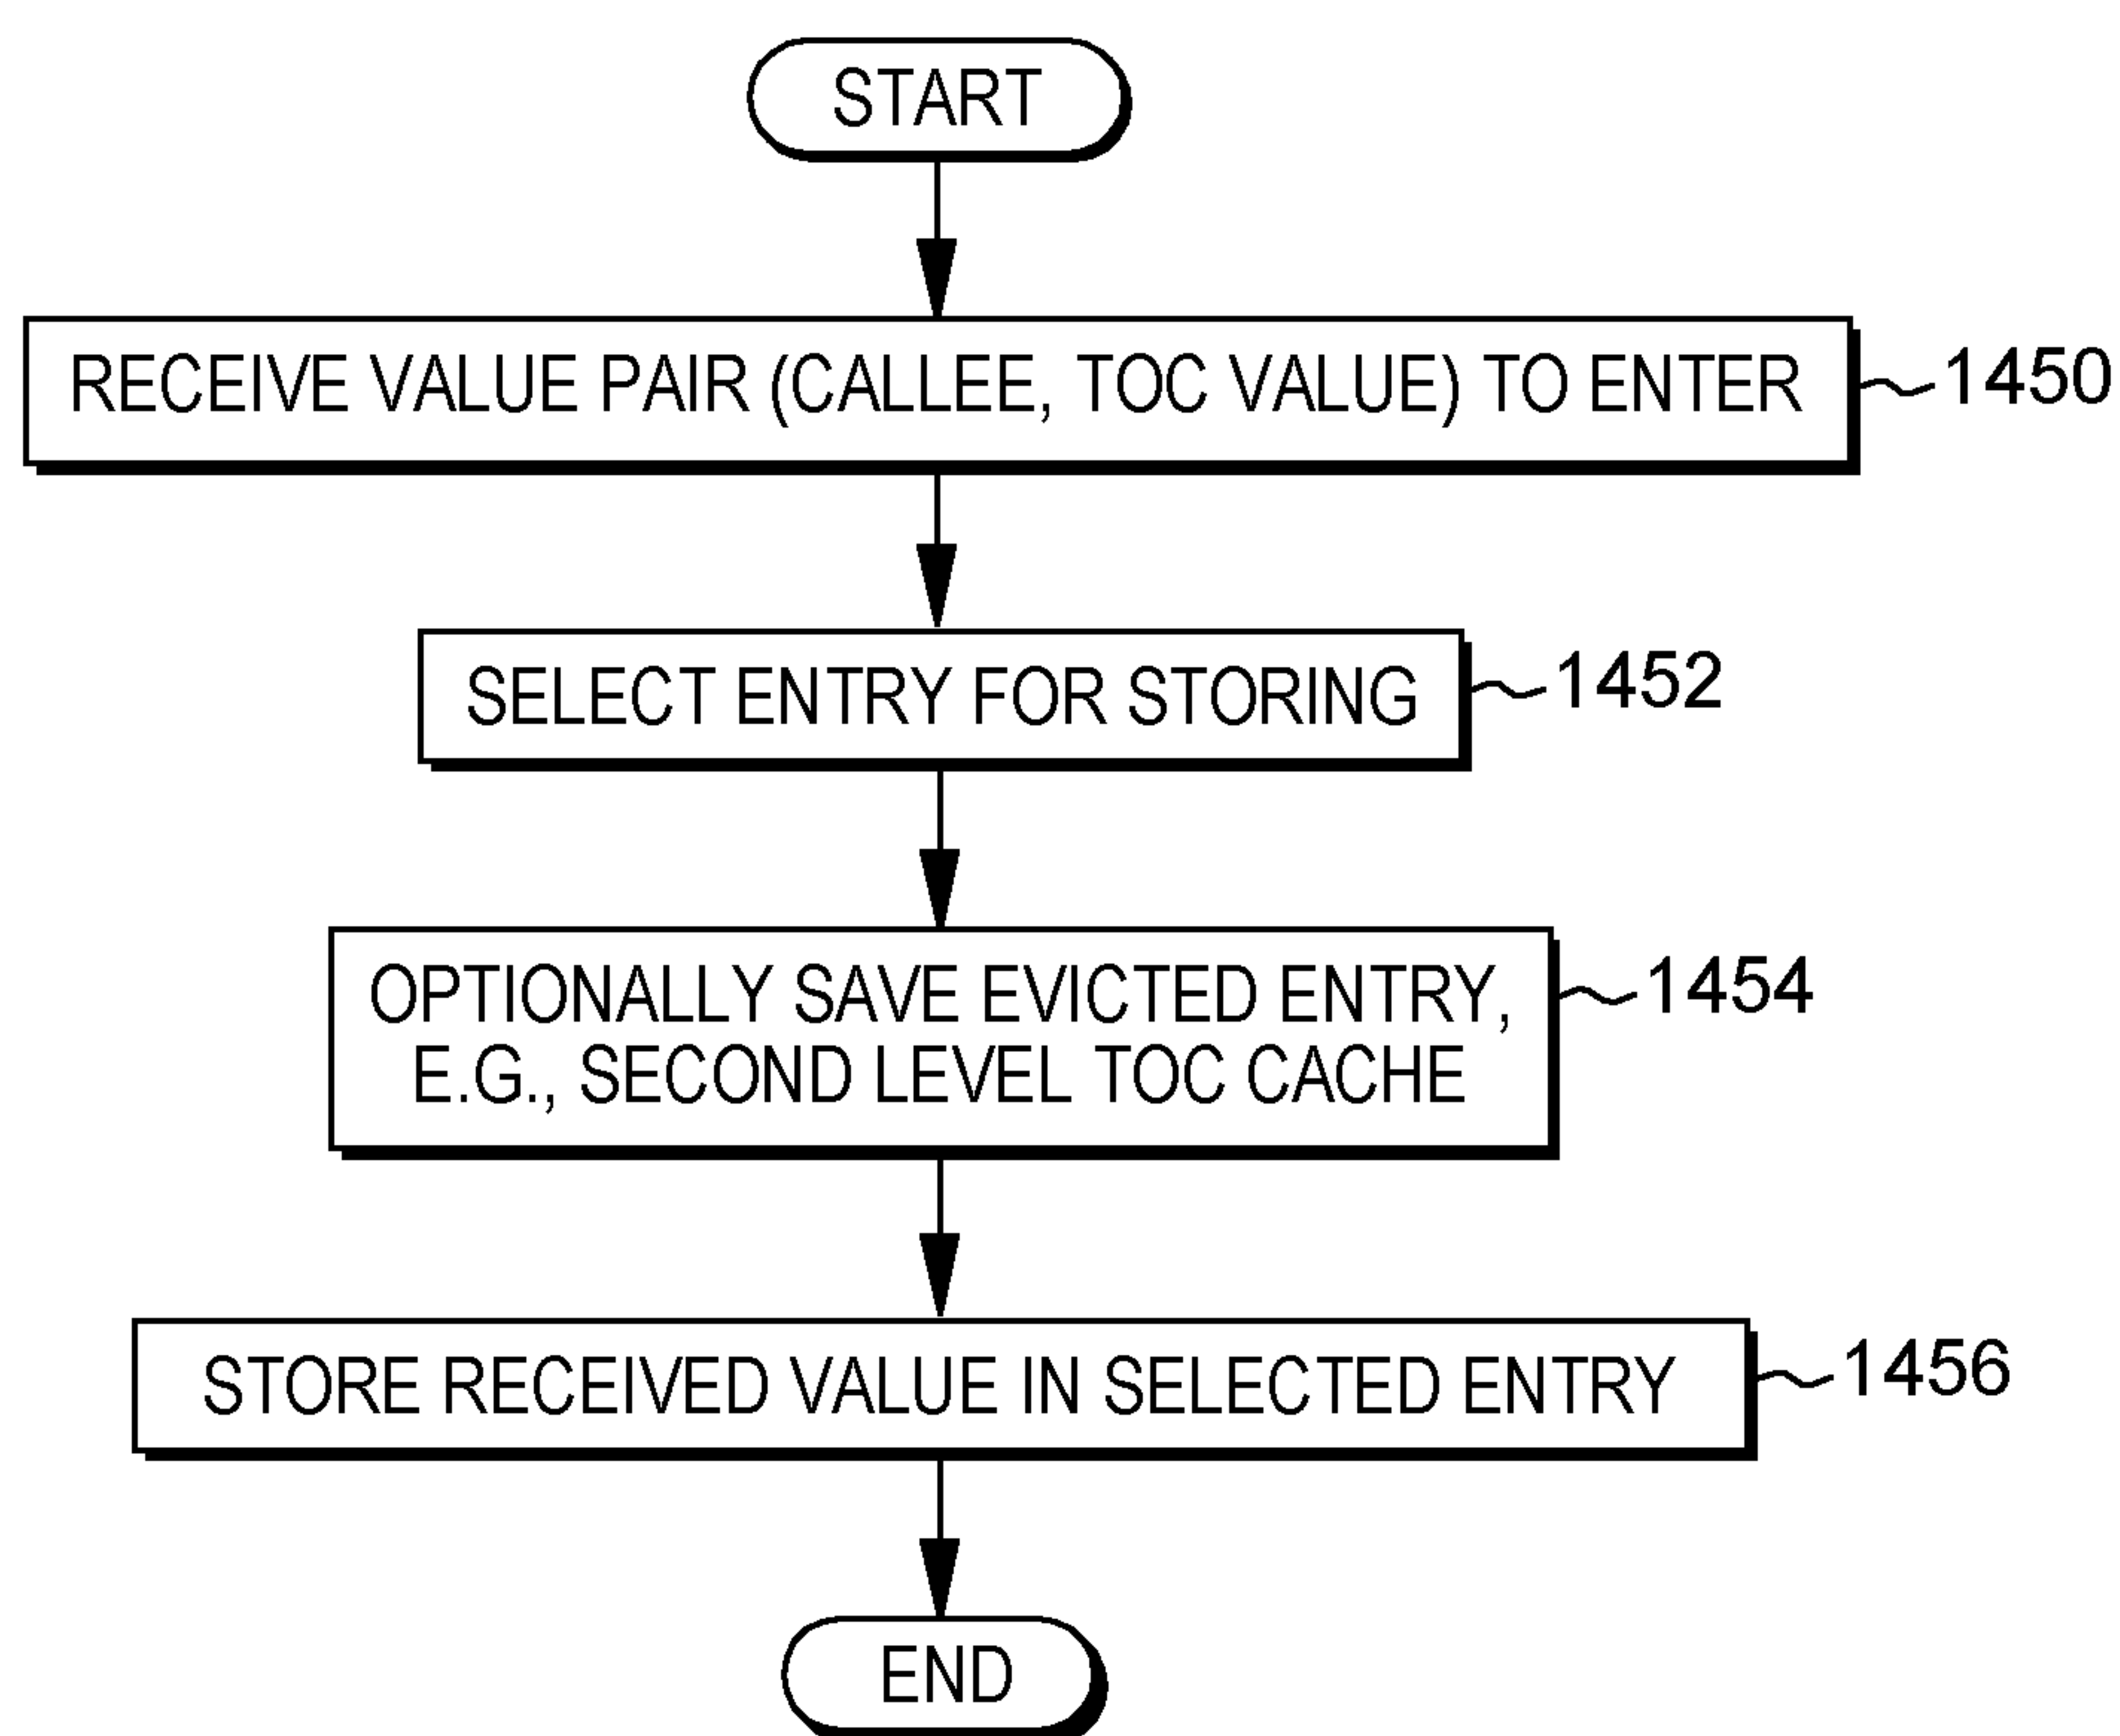 START
RECEIVE VALUE PAIR (CALLEE, TOC VALUE) TO ENTER
1450
SELECT ENTRY FOR STORING
1452
OPTIONALLY SAVE EVICTED ENTRY,
E.G., SECOND LEVEL TOC CACHE
1454
STORE RECEIVED VALUE IN SELECTED ENTRY
1456
END